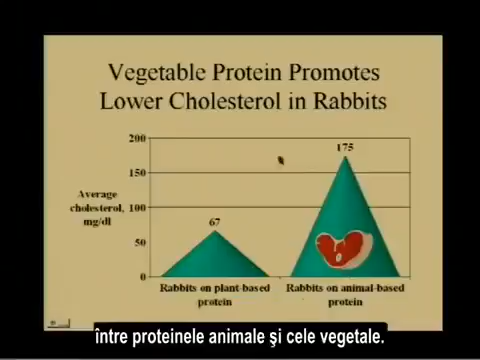 Vegetable Protein Promotes
Lower Cholesterol in Rabbits
200
150
100
50
0
Average
cholesterol,
mg/dl
67
175
Rabbits on plant-based
protein
Rabbits on animal-based
protein
între proteinele animale şi cele vegetale.